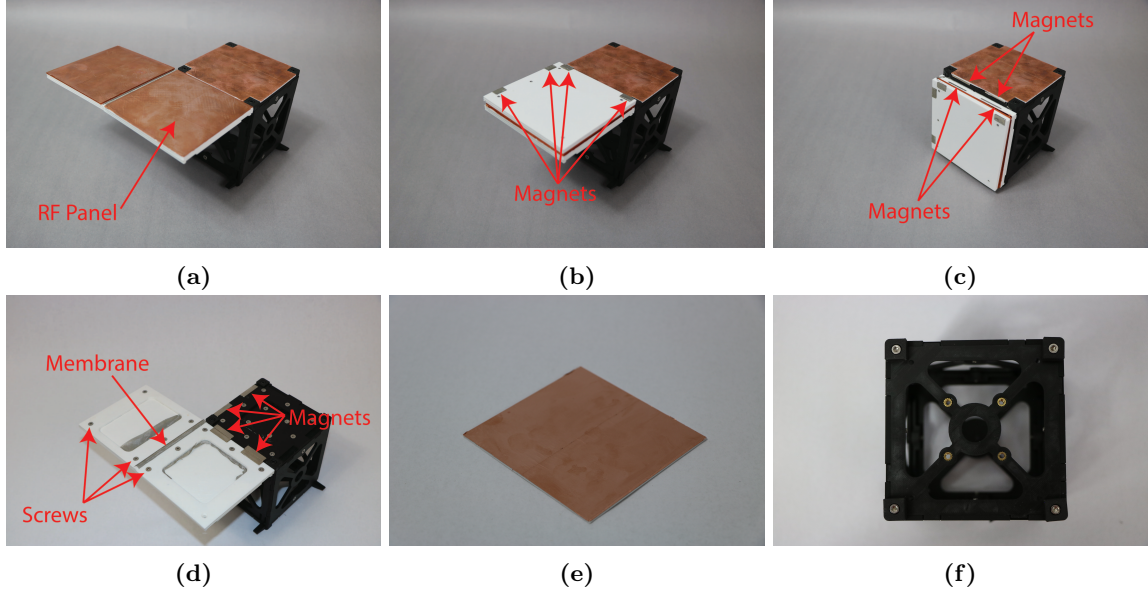 RF Panel
(a)
Magnets
(b)
Magnets
Magnets
(c)
Membrane
Magnets
Screws
(d)
(e)
(f)